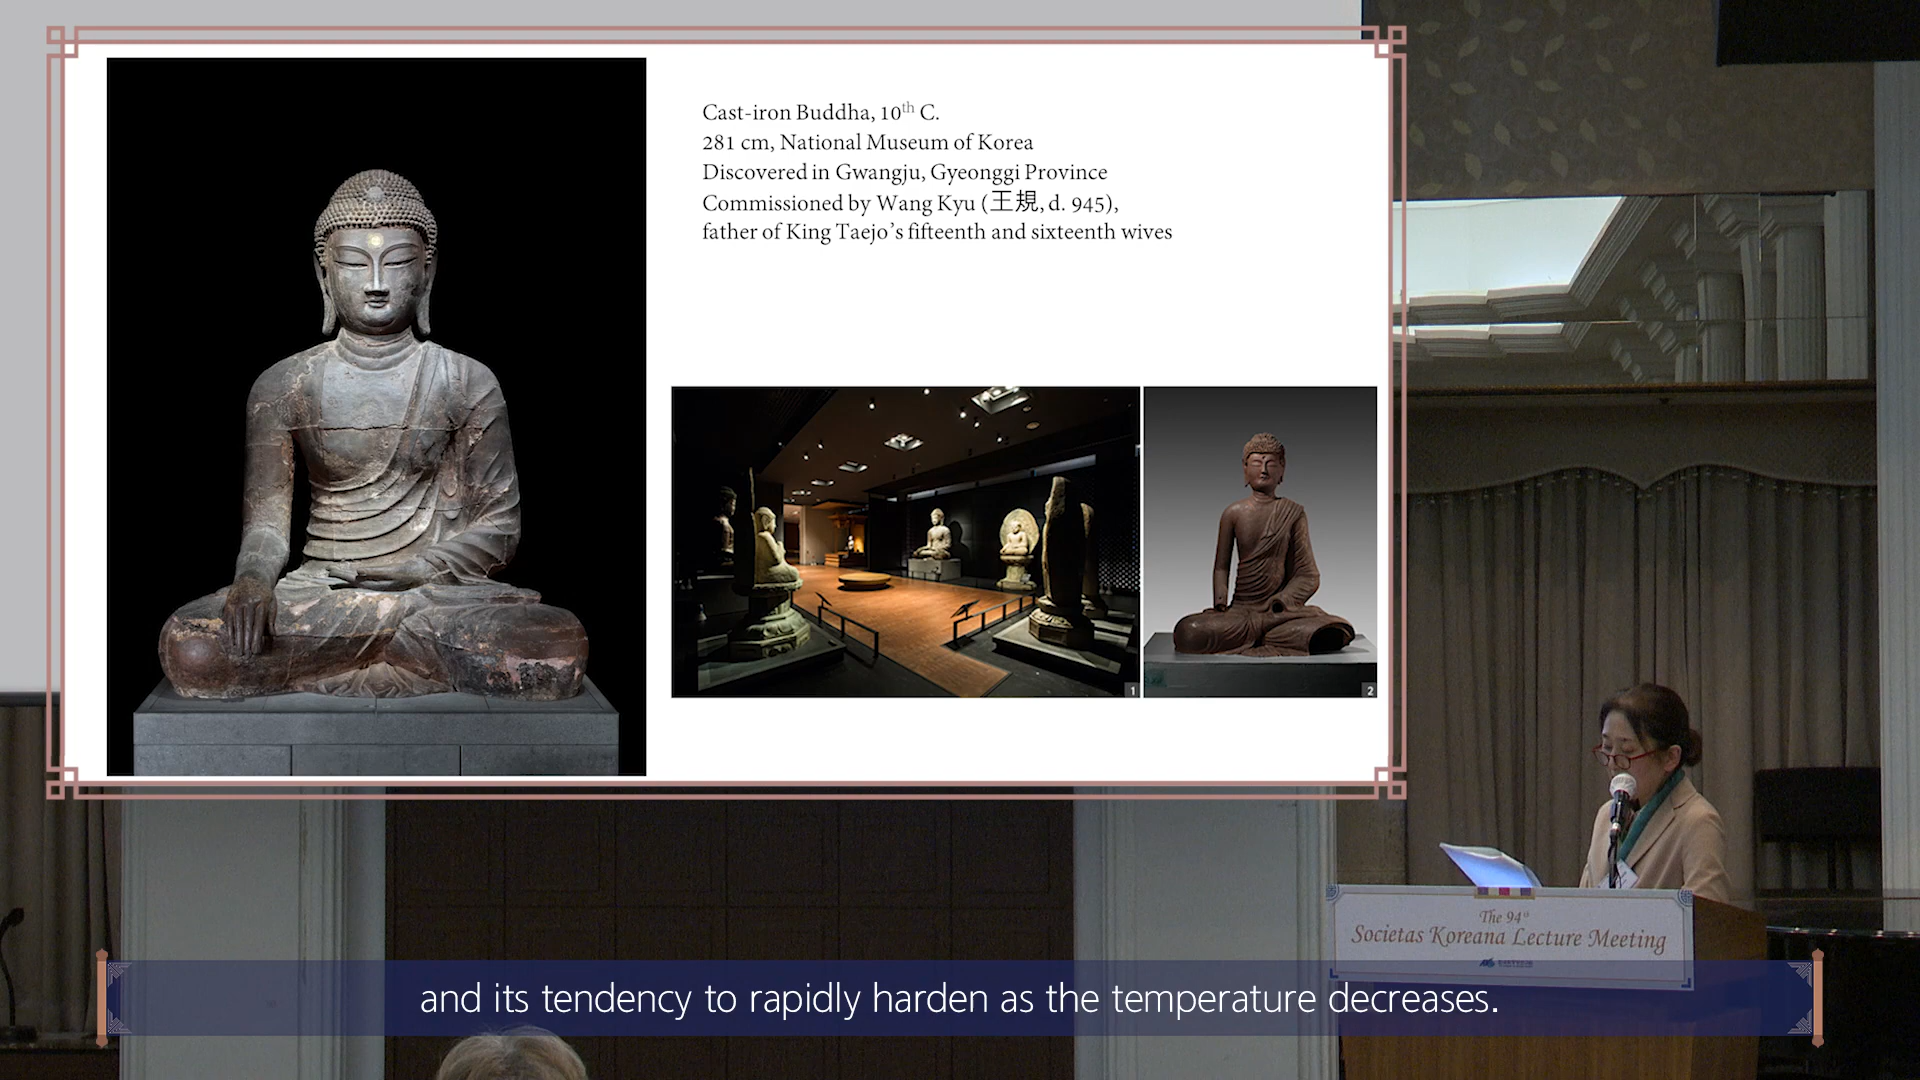 Cast-iron Buddha, 10th C.
281 cm, National Museum of Korea
Discovered in Gwangju, Gyeonggi Province
Commissioned by Wang Kyu (王規, d. 945),
father of King Taejo's fifteenth and sixteenth wives
1
2
The 94th
Societas Koreana Lecture Meeting
and its tendency to rapidly harden as the temperature decreases.